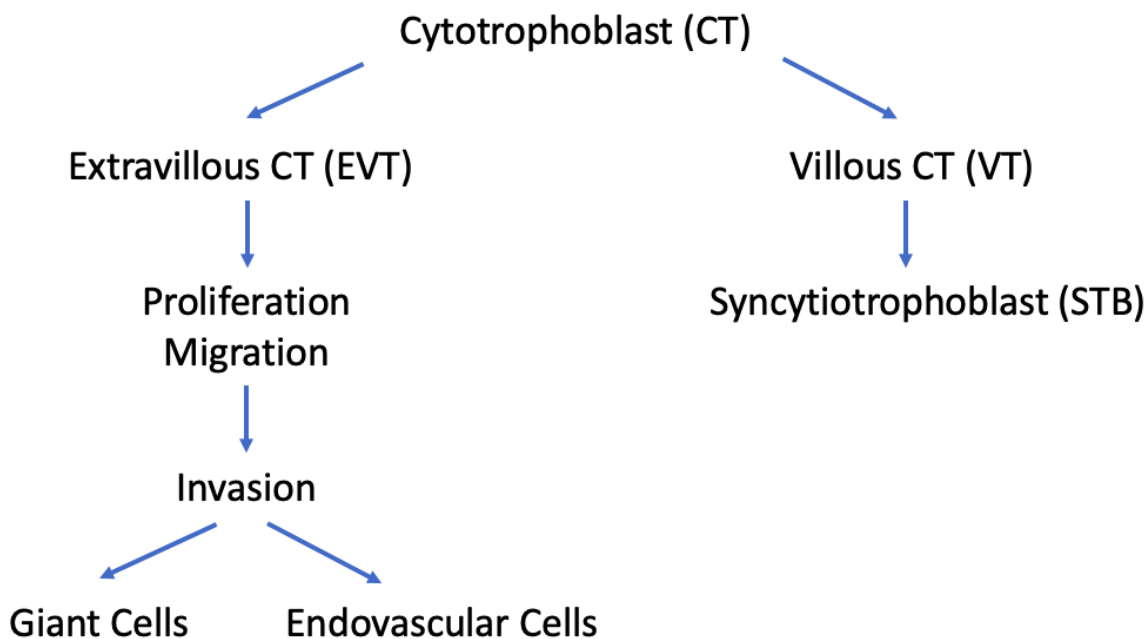 Cytotrophoblast (CT)
Extravillous CT (EVT)
Villous CT (VT)
Proliferation
Migration
Syncytiotrophoblast (STB)
Invasion
Giant Cells
Endovascular Cells